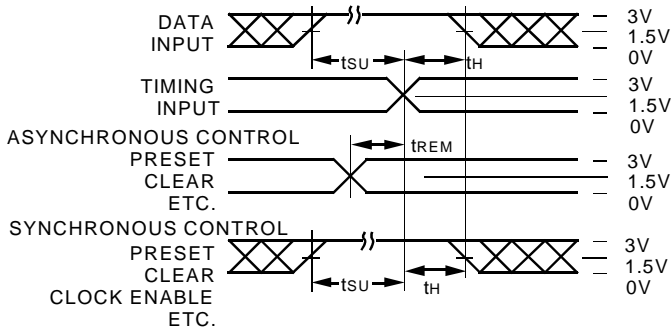 DATA
INPUT
3V
1.5V
0V
tSU
tH
TIMING
INPUT
3V
1.5V
0V
ASYNCHRONOUS CONTROL
PRESET
CLEAR
ETC.
tREM
3V
1.5V
0V
SYNCHRONOUS CONTROL
PRESET
CLEAR
CLOCK ENABLE
ETC.
tSU
tH
3V
1.5V
0V